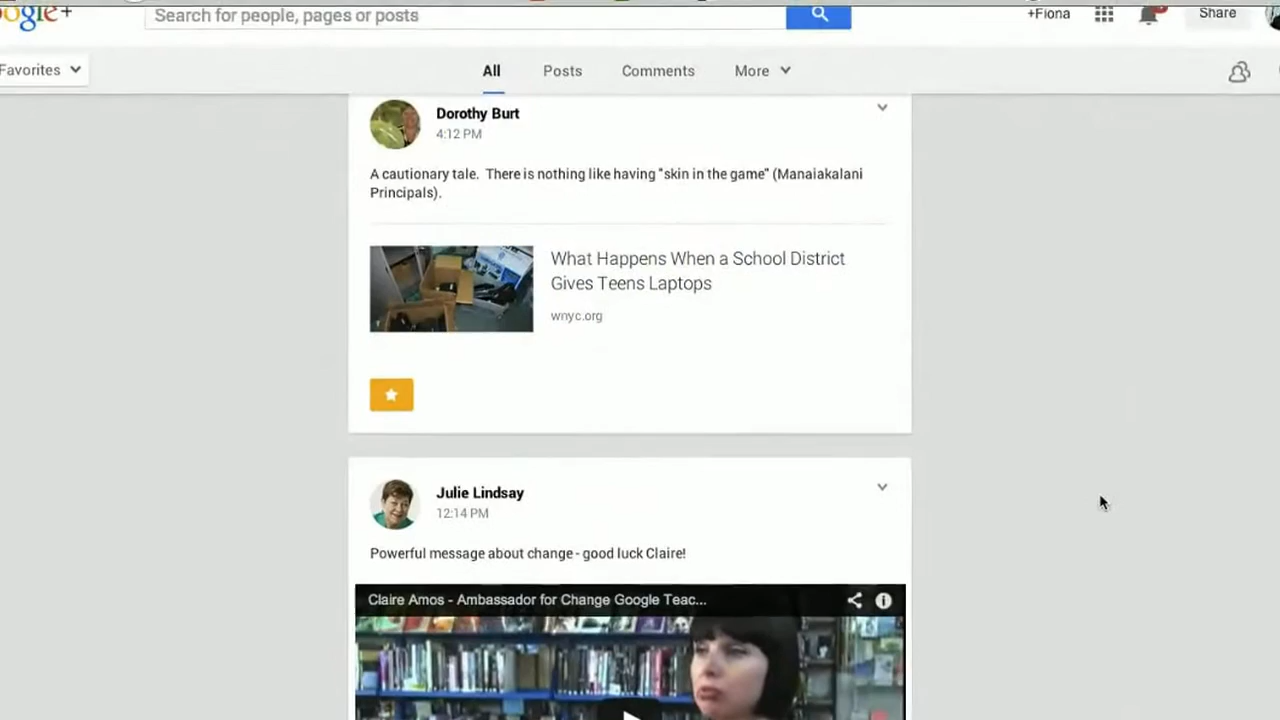 ogle+
Search for people, pages or posts
+Fiona
Share
Favorites
All
Posts
Comments
More
Dorothy Burt
4:12 PM
A cautionary tale.  There is nothing like having "skin in the game" (Manaiakalani
Principals).
What Happens When a School District
Gives Teens Laptops
wnyc.org
Julie Lindsay
12:14 PM
Powerful message about change - good luck Claire!
Claire Amos - Ambassador for Change Google Teac...